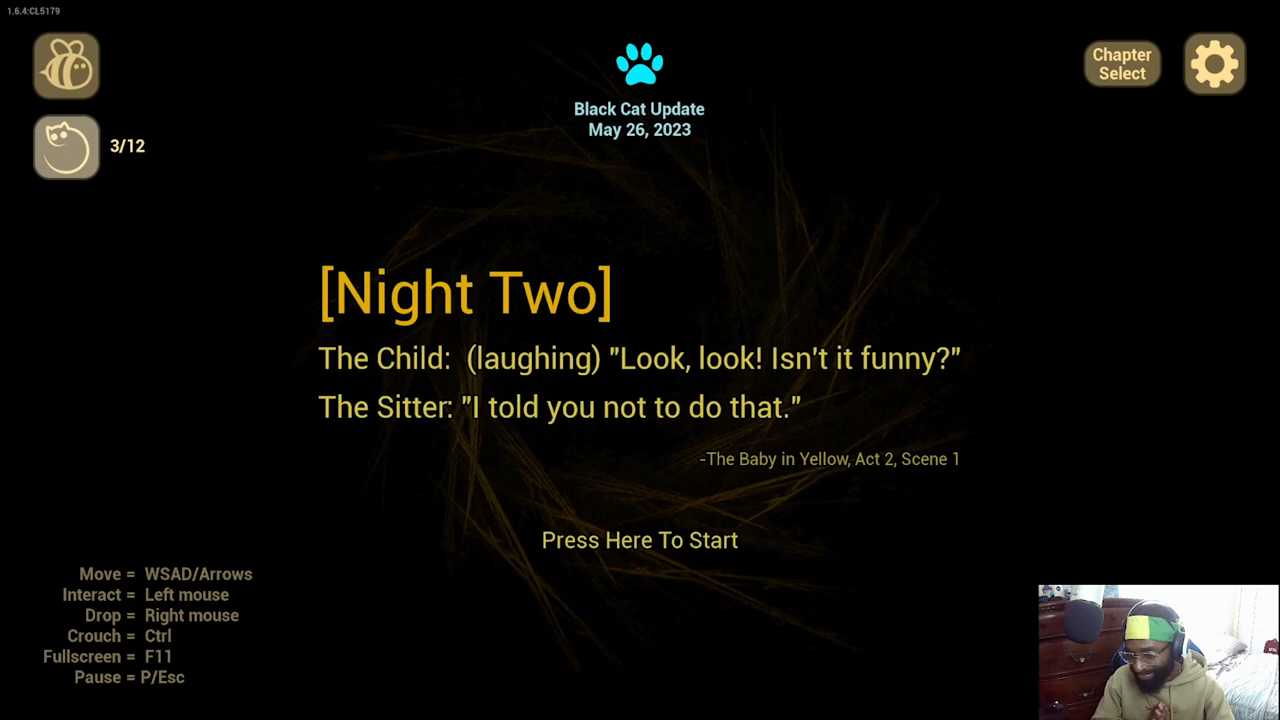 1.6.4:CL5179
Black Cat Update
May 26, 2023
Chapter
Select
3/12
[Night Two]
The Child:  (laughing) "Look, look! Isn't it funny?"
The Sitter: "I told you not to do that."
-The Baby in Yellow, Act 2, Scene 1
Press Here To Start
Move = WSAD/Arrows
Interact = Left mouse
Drop = Right mouse
Crouch = Ctrl
Fullscreen = F11
Pause = P/Esc